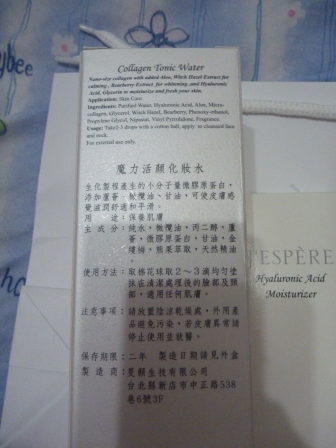 Collagen Tonic Water
Nano-size collagen with added Aloe, Witch Hazel Extract for
calming, Bearberry Extract for whitening and Hyaluronic
Acid, Glycerin to moisturize and fresh your skin.
Application: Skin Care.
Ingredients: Purified Water, Hyaluronic Acid, Aloe, Micro-
collagen, Glycerol, Witch Hazel, Bearberry, Phenoxy-ethanol,
Propylene Glycol, Nepasin, Vinyl Pyrrolidone, Fragrance
Usage: Take2-3 drops with a cotton ball, apply to cleansed face
and neck.
For external use only.
魔力活顏化妝水
生化製程產生的小分子量微膠原蛋白,
添加蘆薈、橄欖油、甘油,可使皮膚感
覺滋潤舒適和平滑。
用 途:保養肌膚
主 成 分:純水,橄欖油,丙二醇,蘆
薈,微膠原蛋白,甘油,金
縷梅,熊果萃取,天然精油
使用方法:取棉花球取2～3滴均勻塗
抹在清潔處理後的臉部及頸
部,適用任何肌膚。
注意事項:請放置陰涼乾燥處,外用產
品避免污染,若皮膚異常請
停止使用並就醫。
保存期限:二年 製造日期請見外盒
製 造 商:生技有限公司
台北縣新店市中正路538
巷6號3F
L'ESPÈRE
Hyaluronic Acid
Moisturizer